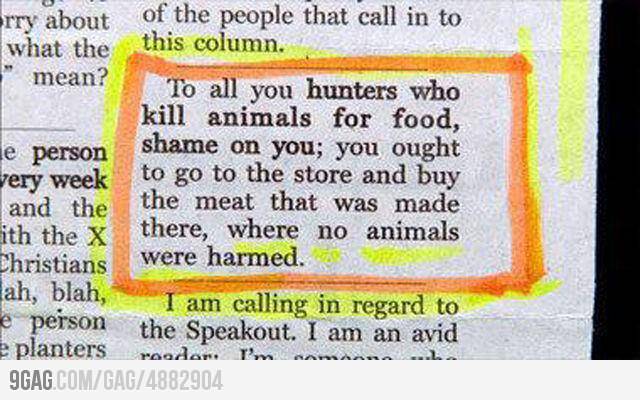 rry about
what the
" mean?
e person
very week
and the
ith the X
Christians
lah, blah,
e person
e planters
of the people that call in to
this column.
To all you hunters who
kill animals for food,
shame on you; you ought
to go to the store and buy
the meat that was made
there, where no animals
were harmed.
I am calling in regard to
the Speakout. I am an avid
reader; I'm someone who
9GAG.COM/GAG/4882904